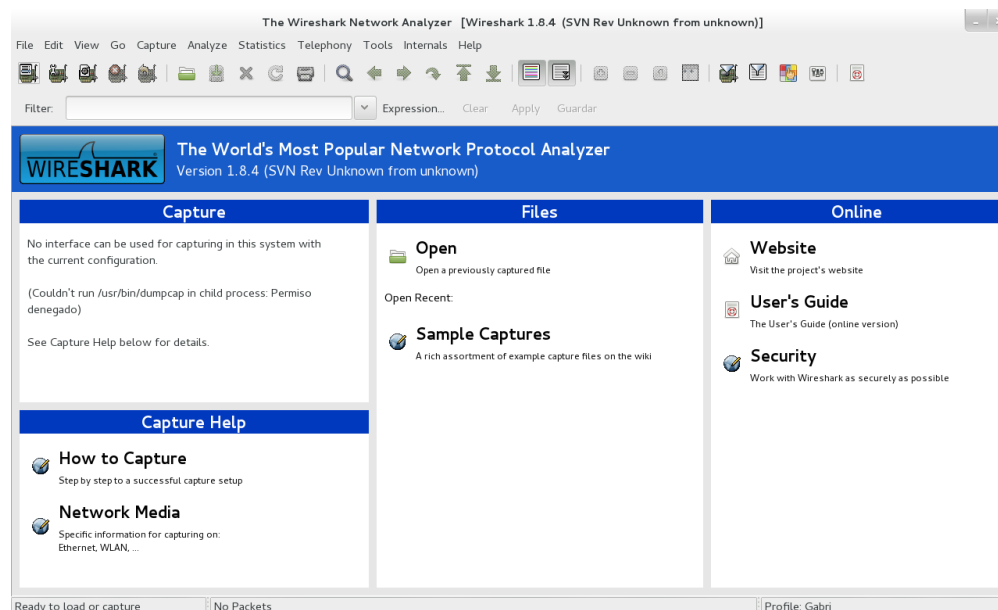 The Wireshark Network Analyzer [Wireshark 1.8.4 (SVN Rev Unknown from unknown)]
File Edit View Go Capture Analyze Statistics Telephony Tools Internals Help
Filter: Expression... Clear Apply Guardar
WIRESHARK
The World's Most Popular Network Protocol Analyzer
Version 1.8.4 (SVN Rev Unknown from unknown)
Capture
No interface can be used for capturing in this system with
the current configuration.
(Couldn't run /usr/bin/dumpcap in child process: Permiso
denegado)
See Capture Help below for details.
Capture Help
How to Capture
Step by step to a successful capture setup
Network Media
Specific information for capturing on:
Ethernet, WLAN, ...
Files
Open
Open a previously captured file
Open Recent:
Sample Captures
A rich assortment of example capture files on the wiki
Online
Website
Visit the project's website
User's Guide
The User's Guide (online version)
Security
Work with Wireshark as securely as possible
Ready to load or capture
No Packets
Profile: Gabri